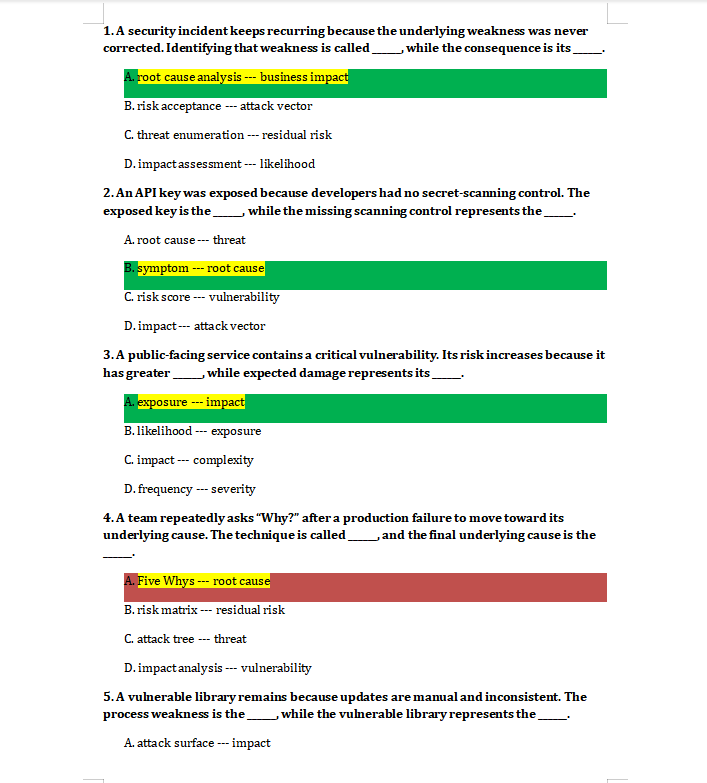 1. A security incident keeps recurring because the underlying weakness was never
corrected. Identifying that weakness is called _____, while the consequence is its _____.
A. root cause analysis --- business impact
B. risk acceptance --- attack vector
C. threat enumeration --- residual risk
D. impact assessment --- likelihood
2. An API key was exposed because developers had no secret-scanning control. The
exposed key is the _____, while the missing scanning control represents the _____.
A. root cause --- threat
B. symptom --- root cause
C. risk score --- vulnerability
D. impact --- attack vector
3. A public-facing service contains a critical vulnerability. Its risk increases because it
has greater _____, while expected damage represents its _____.
A. exposure --- impact
B. likelihood --- exposure
C. impact --- complexity
D. frequency --- severity
4. A team repeatedly asks “Why?” after a production failure to move toward its
underlying cause. The technique is called _____, and the final underlying cause is the
_____.
A. Five Whys --- root cause
B. risk matrix --- residual risk
C. attack tree --- threat
D. impact analysis --- vulnerability
5. A vulnerable library remains because updates are manual and inconsistent. The
process weakness is the _____, while the vulnerable library represents the _____.
A. attack surface --- impact